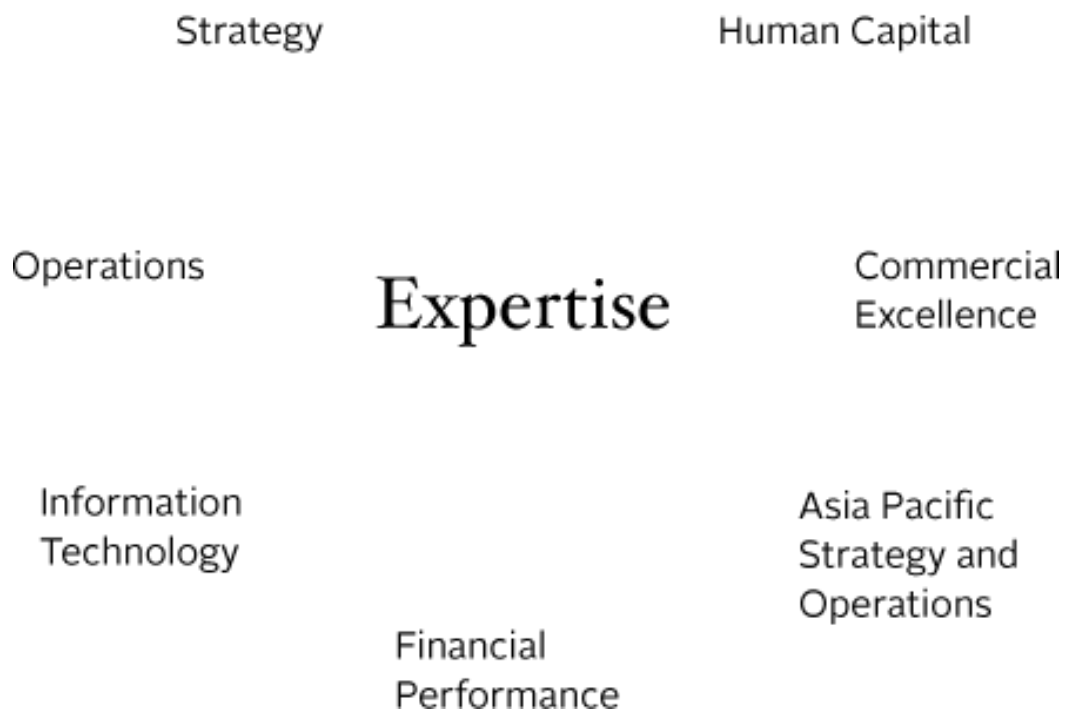 Strategy
Human Capital
Operations
Expertise
Commercial
Excellence
Information
Technology
Asia Pacific
Strategy and
Operations
Financial
Performance